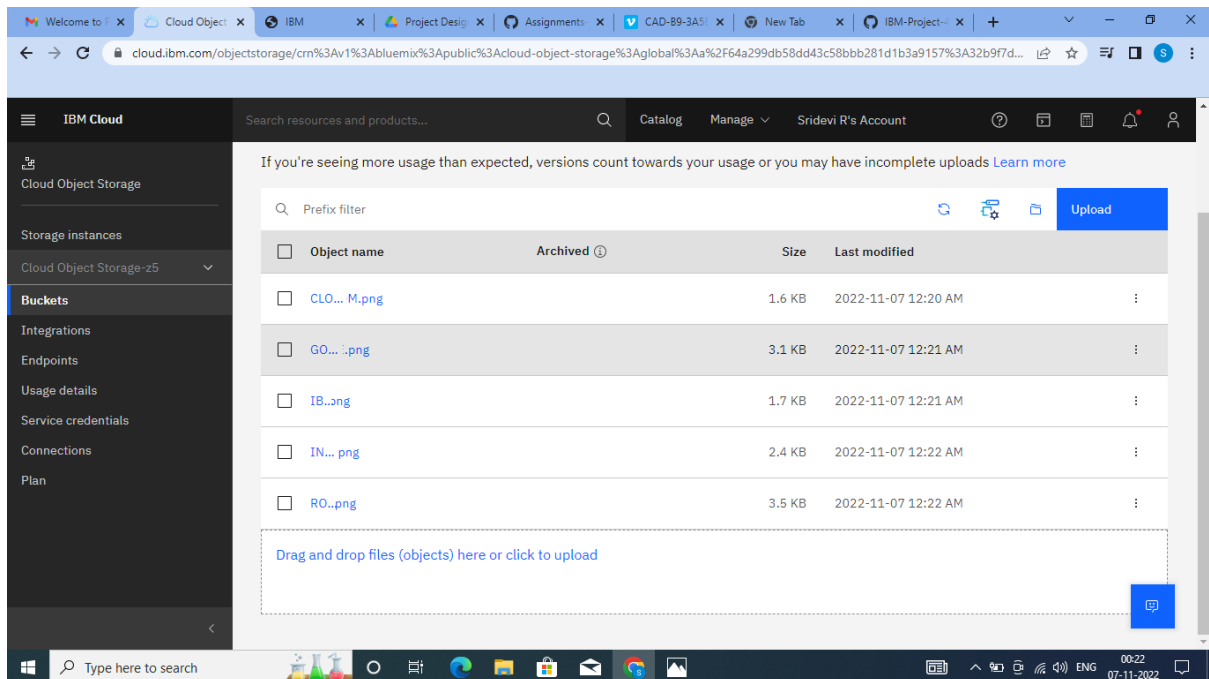 Welcome to F Cloud Object IBM Project Desig Assignments- CAD-B9-3A5 New Tab IBM-Project-
cloud.ibm.com/objectstorage/crn%3Av1%3Abluemix%3Apublic%3Acloud-object-storage%3Aglobal%3Aa%2F64a299db58dd43c58bbb281d1b3a9157%3A32b9f7d... S
IBM Cloud Search resources and products... Catalog Manage Sridevi R's Account
If you're seeing more usage than expected, versions count towards your usage or you may have incomplete uploads Learn more
Cloud Object Storage
Storage instances
Cloud Object Storage-z5
Buckets
Integrations
Endpoints
Usage details
Service credentials
Connections
Plan
Prefix filter Upload
Object name Archived Size Last modified
CLO... M.png 1.6 KB 2022-11-07 12:20 AM
GO... .png 3.1 KB 2022-11-07 12:21 AM
IB..png 1.7 KB 2022-11-07 12:21 AM
IN... png 2.4 KB 2022-11-07 12:22 AM
RO..png 3.5 KB 2022-11-07 12:22 AM
Drag and drop files (objects) here or click to upload
Type here to search ENG 00:22
07-11-2022